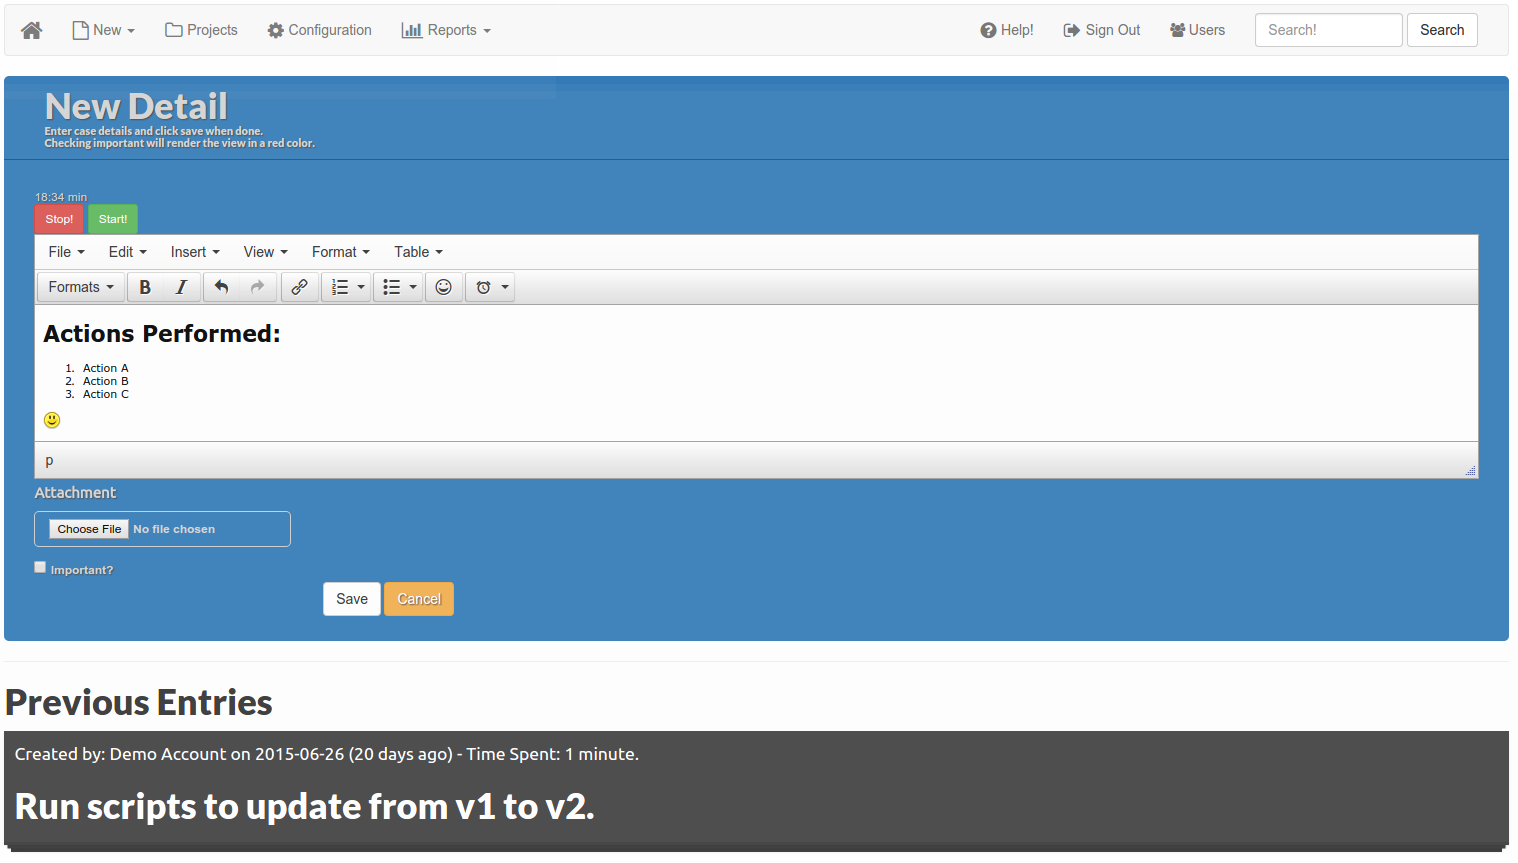 New Projects Configuration Reports Help! Sign Out Users Search! Search
New Detail
Enter case details and click save when done.
Checking important will render the view in a red color.
18:34 min
Stop! Start!
File Edit Insert View Format Table
Formats B I
Actions Performed:
1. Action A
2. Action B
3. Action C
p
Attachment
Choose File No file chosen
Important?
Save Cancel
Previous Entries
Created by: Demo Account on 2015-06-26 (20 days ago) - Time Spent: 1 minute.
Run scripts to update from v1 to v2.